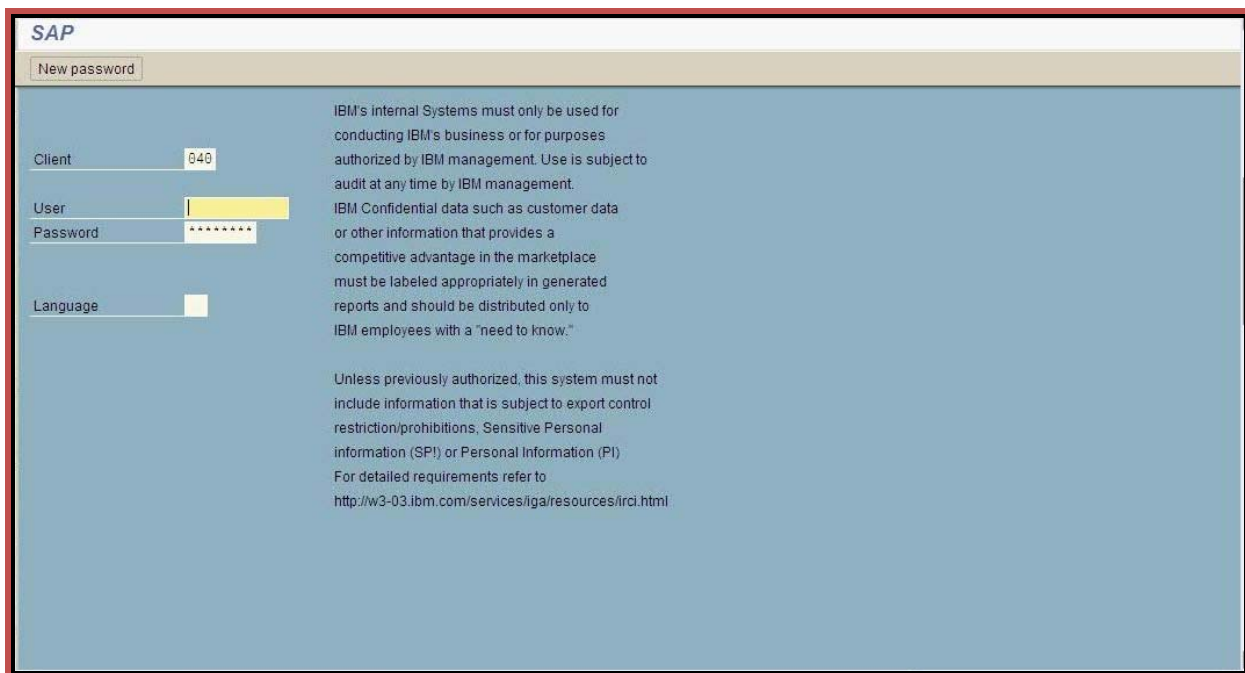 SAP
New password
Client 040
User
Password ********
Language
IBM's internal Systems must only be used for
conducting IBM's business or for purposes
authorized by IBM management. Use is subject to
audit at any time by IBM management.
IBM Confidential data such as customer data
or other information that provides a
competitive advantage in the marketplace
must be labeled appropriately in generated
reports and should be distributed only to
IBM employees with a "need to know."
Unless previously authorized, this system must not
include information that is subject to export control
restriction/prohibitions, Sensitive Personal
information (SP!) or Personal Information (PI)
For detailed requirements refer to
http://w3-03.ibm.com/services/iga/resources/irci.html